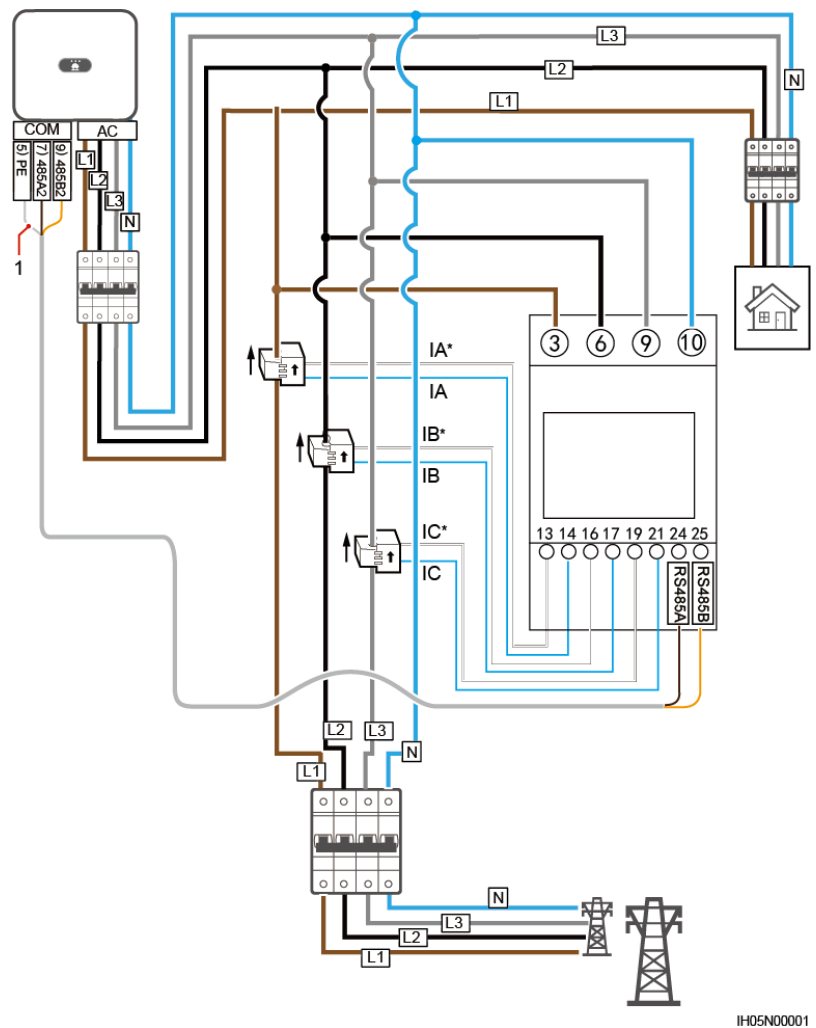 L3
L2
N
L1
COM
AC
5) PE
7) 485A2
9) 485B2
L1
L2
L3
N
1
3
6
9
10
IA*
IA
IB*
IB
IC*
IC
13 14 16 17 19 21 24 25
RS485A
RS485B
L2
L3
N
L1
N
L3
L2
L1
IH05N00001